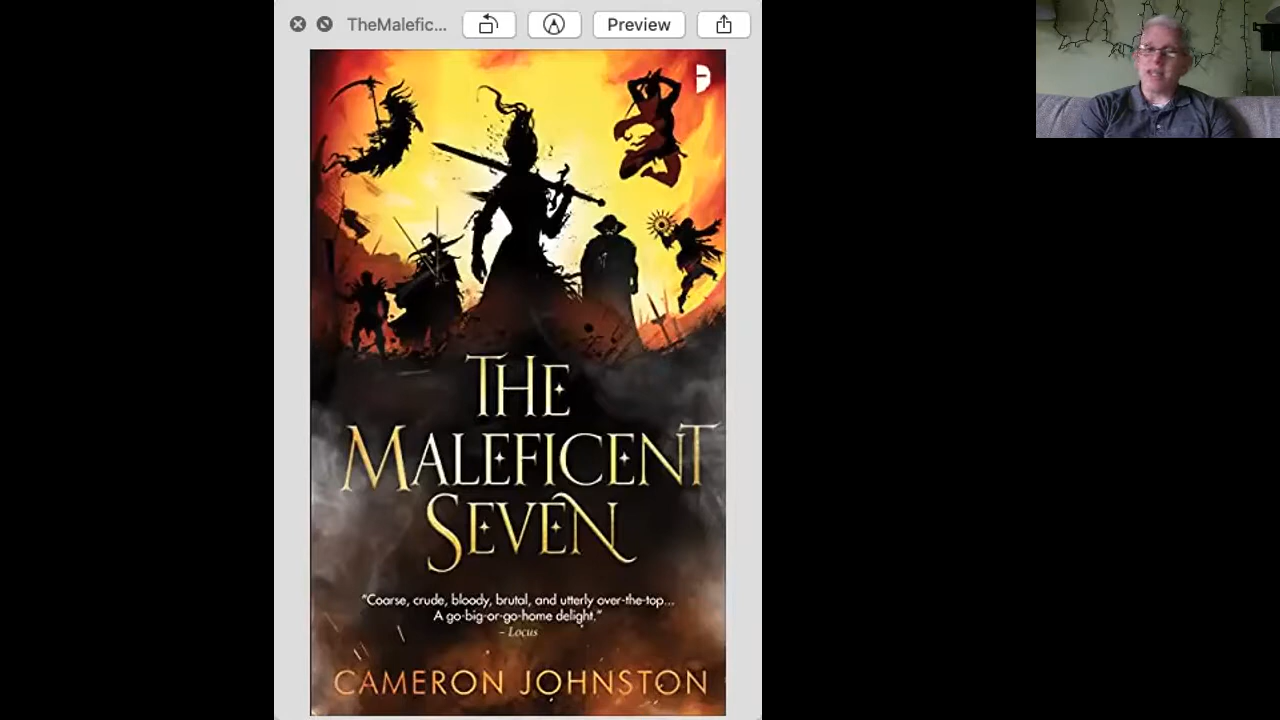 TheMalefic...
Preview
THE
MALEFICENT
SEVEN
"Coarse, crude, bloody, brutal, and utterly over-the-top...
A go-big-or-go-home delight."
– Locus
CAMERON JOHNSTON